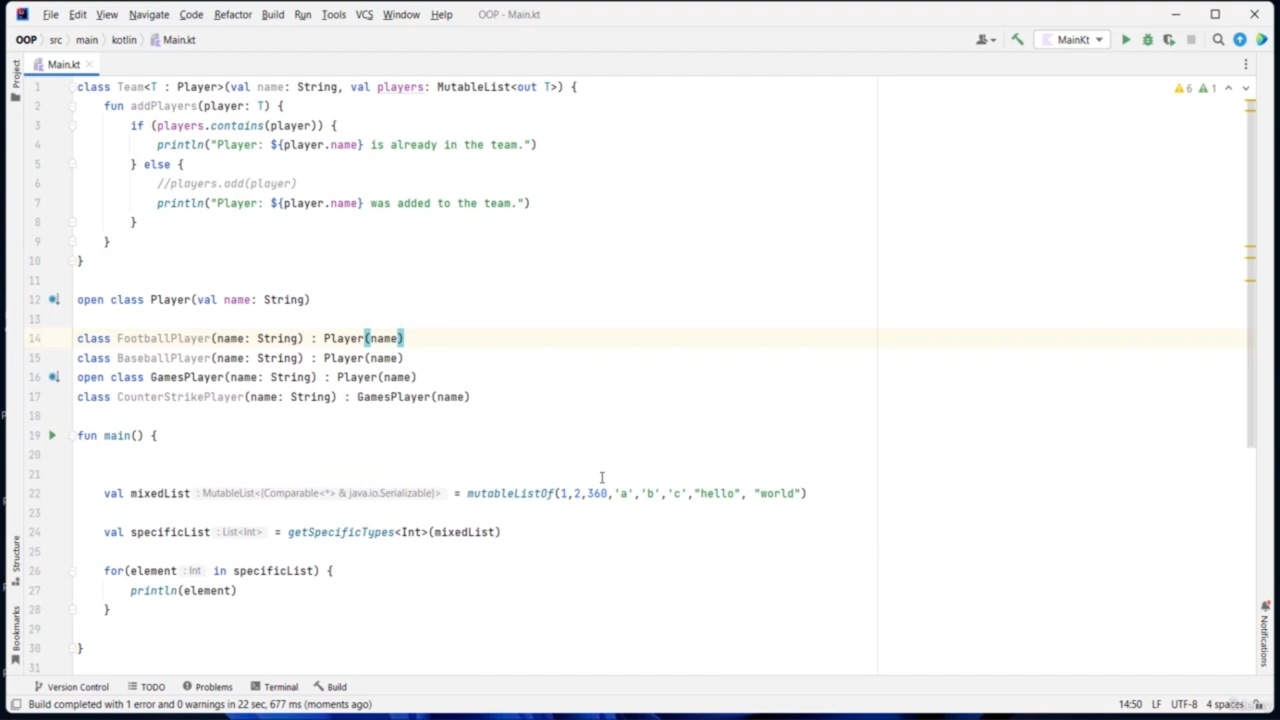 File Edit View Navigate Code Refactor Build Run Tools VCS Window Help OOP - Main.kt
OOP src main kotlin Main.kt MainKt
Project
Main.kt
1 class Team<T : Player>(val name: String, val players: MutableList<out T>) { 6 1
2 fun addPlayers(player: T) {
3 if (players.contains(player)) {
4 println("Player: ${player.name} is already in the team.")
5 } else {
6 //players.add(player)
7 println("Player: ${player.name} was added to the team.")
8 }
9 }
10 }
11
12 open class Player(val name: String)
13
14 class FootballPlayer(name: String) : Player(name)
15 class BaseballPlayer(name: String) : Player(name)
16 open class GamesPlayer(name: String) : Player(name)
17 class CounterStrikePlayer(name: String) : GamesPlayer(name)
18
19 fun main() {
20
21
22 val mixedList : MutableList<{Comparable<*> & java.io.Serializable}> = mutableListOf(1,2,360,'a','b','c',"hello", "world")
23
24 val specificList : List<Int> = getSpecificTypes<Int>(mixedList)
25
26 for(element : Int in specificList) {
27 println(element)
28 }
29
30 }
31
Structure
Bookmarks
Notifications
Version Control TODO Problems Terminal Build
Build completed with 1 error and 0 warnings in 22 sec, 677 ms (moments ago) 14:50 LF UTF-8 4 spaces